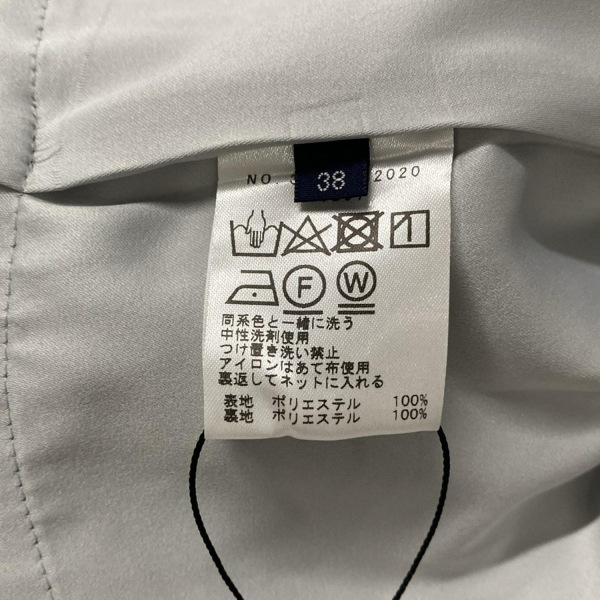 NO. 2020
38
F W
同系色と一緒に洗う
中性洗剤使用
つけ置き洗い禁止
アイロンはあて布使用
裏返してネットに入れる
表地 ポリエステル 100%
裏地 ポリエステル 100%